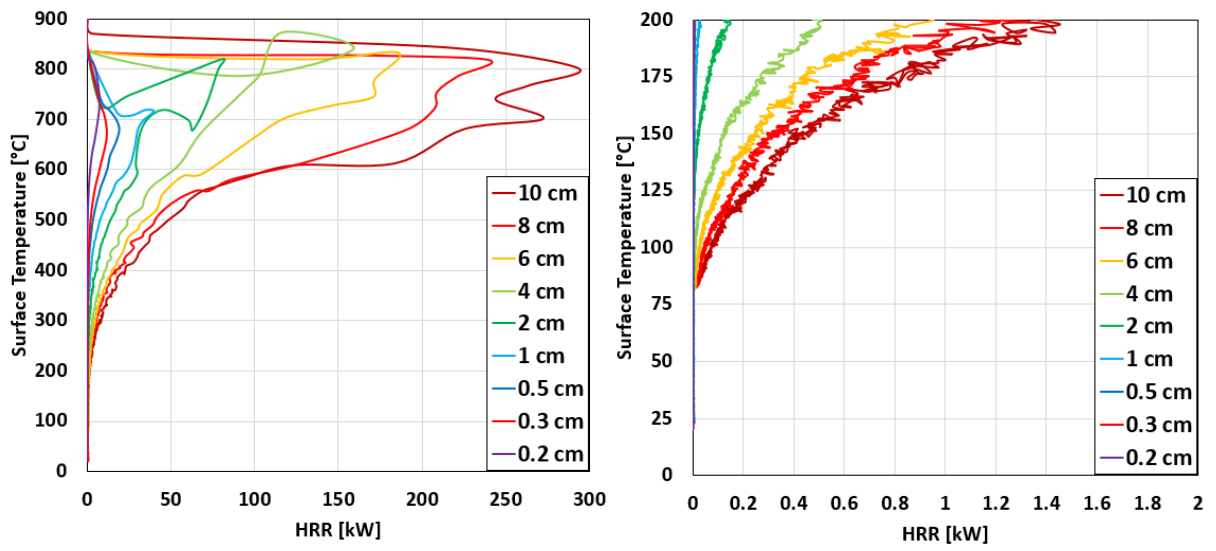 Surface Temperature [°C]
900
800
700
600
500
400
300
200
100
0
0 50 100 150 200 250 300
HRR [kW]
10 cm
8 cm
6 cm
4 cm
2 cm
1 cm
0.5 cm
0.3 cm
0.2 cm
Surface Temperature [°C]
200
175
150
125
100
75
50
25
0
0 0.2 0.4 0.6 0.8 1 1.2 1.4 1.6 1.8 2
HRR [kW]
10 cm
8 cm
6 cm
4 cm
2 cm
1 cm
0.5 cm
0.3 cm
0.2 cm